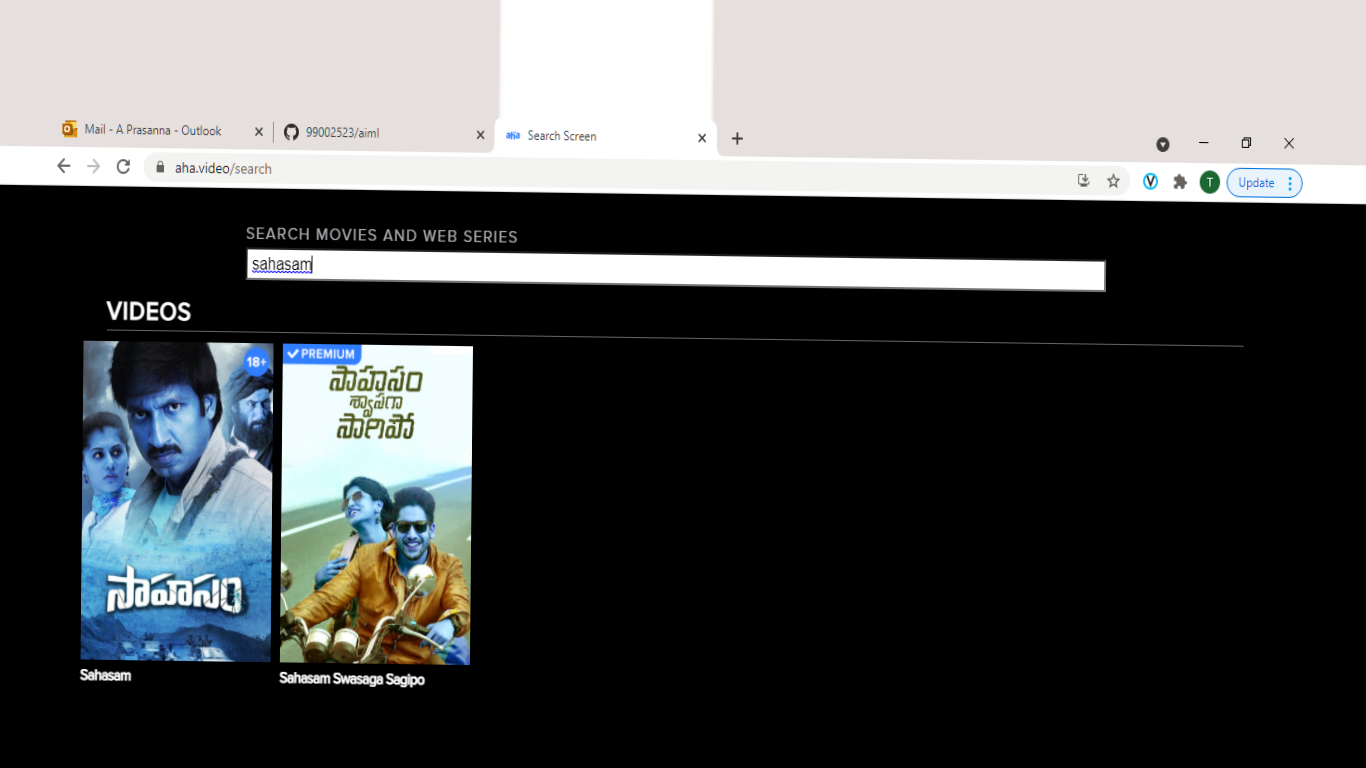 Mail - A Prasanna - Outlook
99002523/aiml
aha
Search Screen
aha.video/search
V
T
Update
SEARCH MOVIES AND WEB SERIES
sahasam
VIDEOS
18+
సాహసం
Sahasam
PREMIUM
సాహసం
శ్వాసగా
సాగిపో
Sahasam Swasaga Sagipo